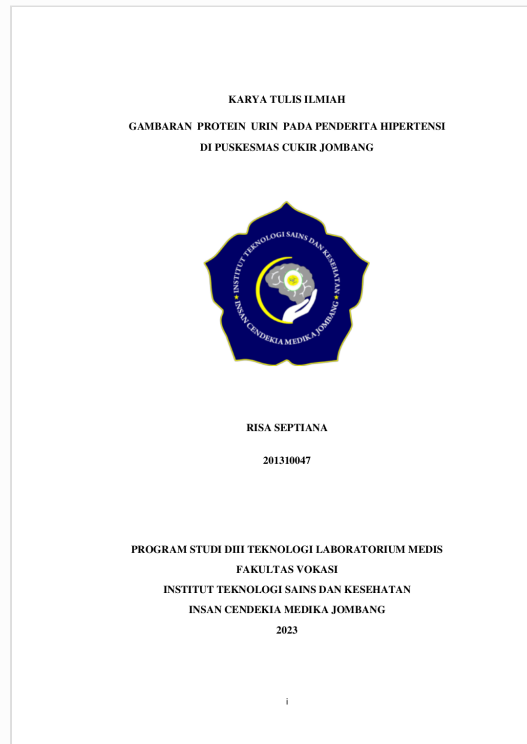 KARYA TULIS ILMIAH
GAMBARAN PROTEIN URIN PADA PENDERITA HIPERTENSI
DI PUSKESMAS CUKIR JOMBANG
INSTITUT TEKNOLOGI SAINS DAN KESEHATAN
INSAN CENDEKIA MEDIKA JOMBANG
RISA SEPTIANA
201310047
PROGRAM STUDI DIII TEKNOLOGI LABORATORIUM MEDIS
FAKULTAS VOKASI
INSTITUT TEKNOLOGI SAINS DAN KESEHATAN
INSAN CENDEKIA MEDIKA JOMBANG
2023
i